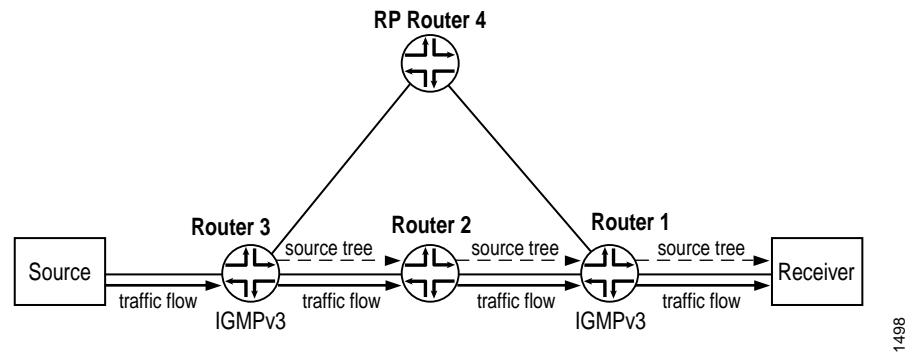 RP Router 4
Router 3
Router 2
Router 1
source tree
source tree
source tree
Source
Receiver
traffic flow
traffic flow
traffic flow
traffic flow
IGMPv3
IGMPv3
1498